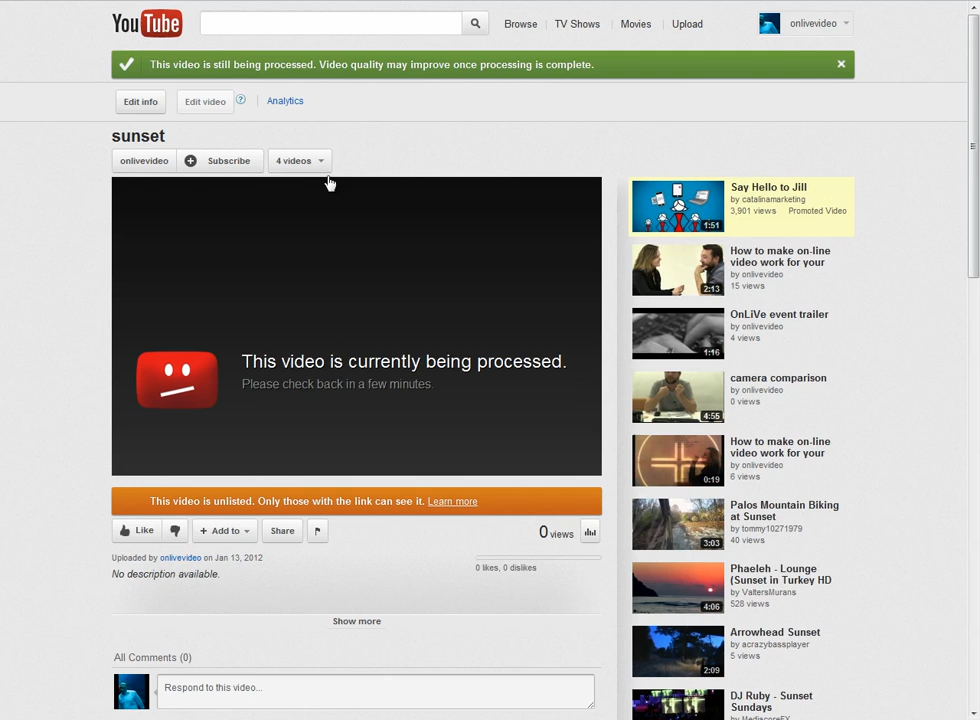 YouTube
Browse
TV Shows
Movies
Upload
onlivevideo
This video is still being processed. Video quality may improve once processing is complete.
Edit info
Edit video
?
Analytics
sunset
onlivevideo
Subscribe
4 videos
This video is currently being processed.
Please check back in a few minutes.
This video is unlisted. Only those with the link can see it. Learn more
Like
+ Add to
Share
0 views
Uploaded by onlivevideo on Jan 13, 2012
0 likes, 0 dislikes
No description available.
Show more
All Comments (0)
Respond to this video...
Say Hello to Jill
by catalinamarketing
3,901 views Promoted Video
1:51
How to make on-line
video work for your
by onlivevideo
15 views
2:13
OnLiVe event trailer
by onlivevideo
4 views
1:16
camera comparison
by onlivevideo
0 views
4:55
How to make on-line
video work for your
by onlivevideo
6 views
0:19
Palos Mountain Biking
at Sunset
by tommy10271979
40 views
3:03
Phaeleh - Lounge
(Sunset in Turkey HD
by ValtersMurans
528 views
4:06
Arrowhead Sunset
by acrazybassplayer
5 views
2:09
DJ Ruby - Sunset
Sundays
by MediacoreFX